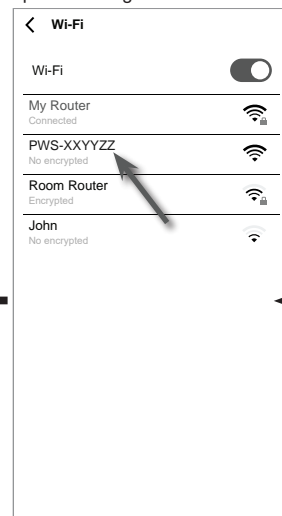 Wi-Fi
Wi-Fi
My Router
Connected
PWS-XXYYZZ
No encrypted
Room Router
Encrypted
John
No encrypted